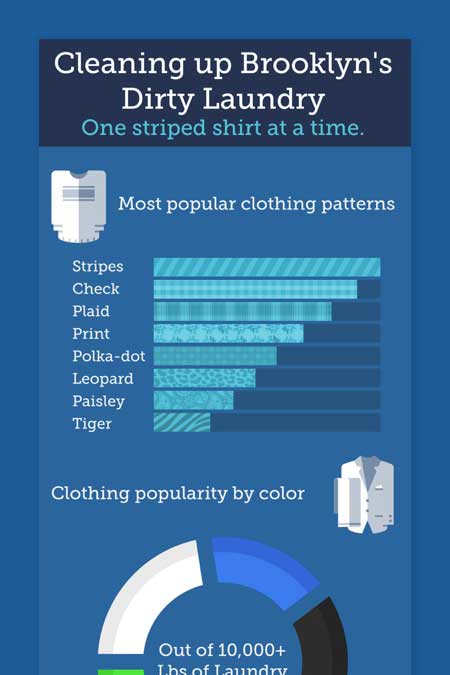 Cleaning up Brooklyn's
Dirty Laundry
One striped shirt at a time.
Most popular clothing patterns
Stripes
Check
Plaid
Print
Polka-dot
Leopard
Paisley
Tiger
Clothing popularity by color
Out of 10,000+
Lbs of Laundry